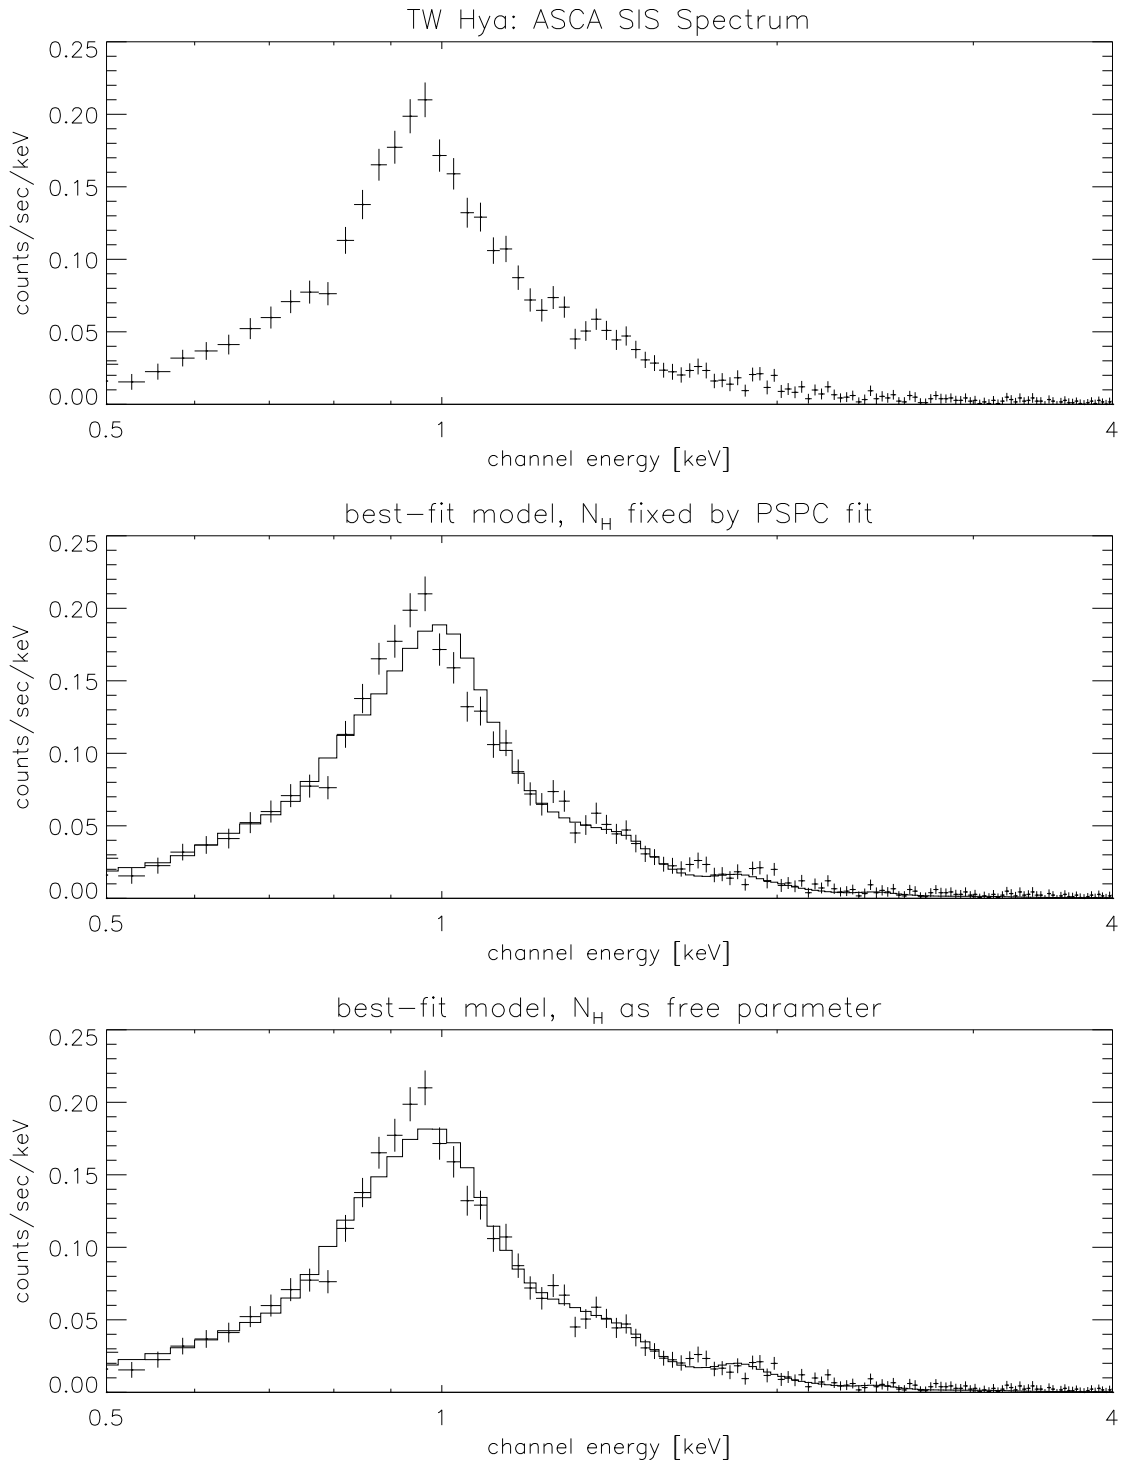 TW Hya: ASCA SIS Spectrum
0.25
0.20
0.15
0.10
0.05
0.00
counts/sec/keV
0.5 1 4
channel energy [keV]
best-fit model, N_H fixed by PSPC fit
0.25
0.20
0.15
0.10
0.05
0.00
counts/sec/keV
0.5 1 4
channel energy [keV]
best-fit model, N_H as free parameter
0.25
0.20
0.15
0.10
0.05
0.00
counts/sec/keV
0.5 1 4
channel energy [keV]